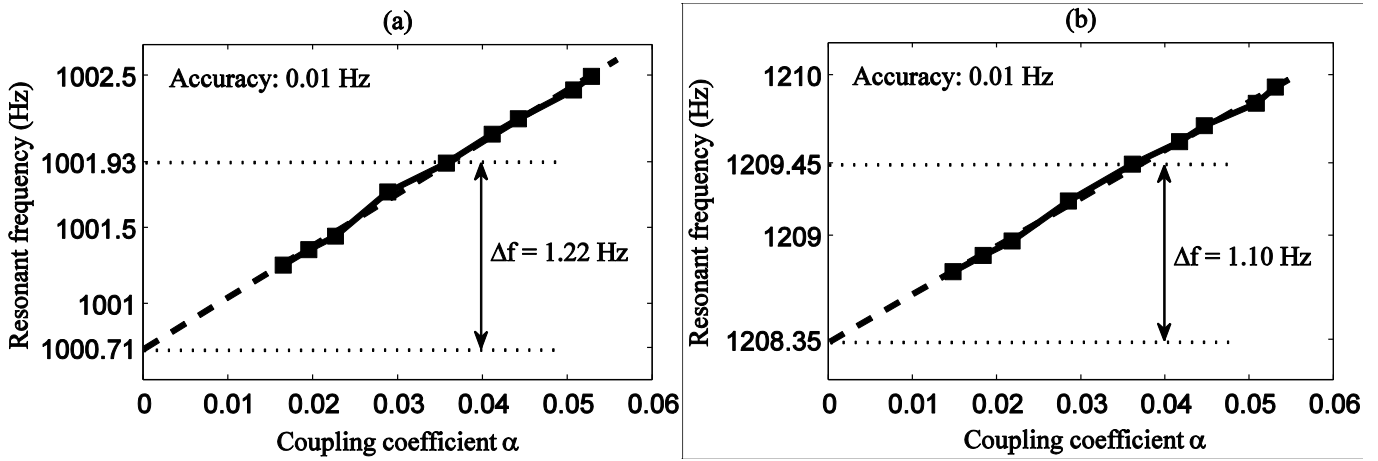 (a)
Accuracy: 0.01 Hz
Resonant frequency (Hz)
1002.5
1001.93
1001.5
1001
1000.71
Δf = 1.22 Hz
0 0.01 0.02 0.03 0.04 0.05 0.06
Coupling coefficient α
(b)
Accuracy: 0.01 Hz
Resonant frequency (Hz)
1210
1209.45
1209
1208.35
Δf = 1.10 Hz
0 0.01 0.02 0.03 0.04 0.05 0.06
Coupling coefficient α